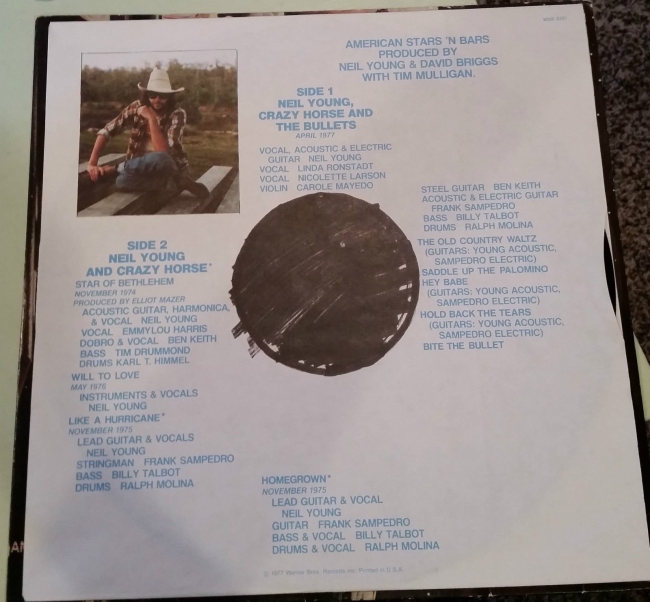 AMERICAN STARS 'N BARS
PRODUCED BY
NEIL YOUNG & DAVID BRIGGS
WITH TIM MULLIGAN.
SIDE 1
NEIL YOUNG,
CRAZY HORSE AND
THE BULLETS
APRIL 1977
VOCAL, ACOUSTIC & ELECTRIC
GUITAR NEIL YOUNG
VOCAL LINDA RONSTADT
VOCAL NICOLETTE LARSON
VIOLIN CAROLE MAYEDO
STEEL GUITAR BEN KEITH
ACOUSTIC & ELECTRIC GUITAR
FRANK SAMPEDRO
BASS BILLY TALBOT
DRUMS RALPH MOLINA
THE OLD COUNTRY WALTZ
(GUITARS: YOUNG ACOUSTIC,
SAMPEDRO ELECTRIC)
SADDLE UP THE PALOMINO
HEY BABE
(GUITARS: YOUNG ACOUSTIC,
SAMPEDRO ELECTRIC)
HOLD BACK THE TEARS
(GUITARS: YOUNG ACOUSTIC,
SAMPEDRO ELECTRIC)
BITE THE BULLET
SIDE 2
NEIL YOUNG
AND CRAZY HORSE*
STAR OF BETHLEHEM
NOVEMBER 1974
PRODUCED BY ELLIOT MAZER
ACOUSTIC GUITAR, HARMONICA,
& VOCAL NEIL YOUNG
VOCAL EMMYLOU HARRIS
DOBRO & VOCAL BEN KEITH
BASS TIM DRUMMOND
DRUMS KARL T. HIMMEL
WILL TO LOVE
MAY 1976
INSTRUMENTS & VOCALS
NEIL YOUNG
LIKE A HURRICANE*
NOVEMBER 1975
LEAD GUITAR & VOCALS
NEIL YOUNG
STRINGMAN FRANK SAMPEDRO
BASS BILLY TALBOT
DRUMS RALPH MOLINA
HOMEGROWN*
NOVEMBER 1975
LEAD GUITAR & VOCAL
NEIL YOUNG
GUITAR FRANK SAMPEDRO
BASS & VOCAL BILLY TALBOT
DRUMS & VOCAL RALPH MOLINA
1977 Warner Bros. Records Inc. Printed in U.S.A.